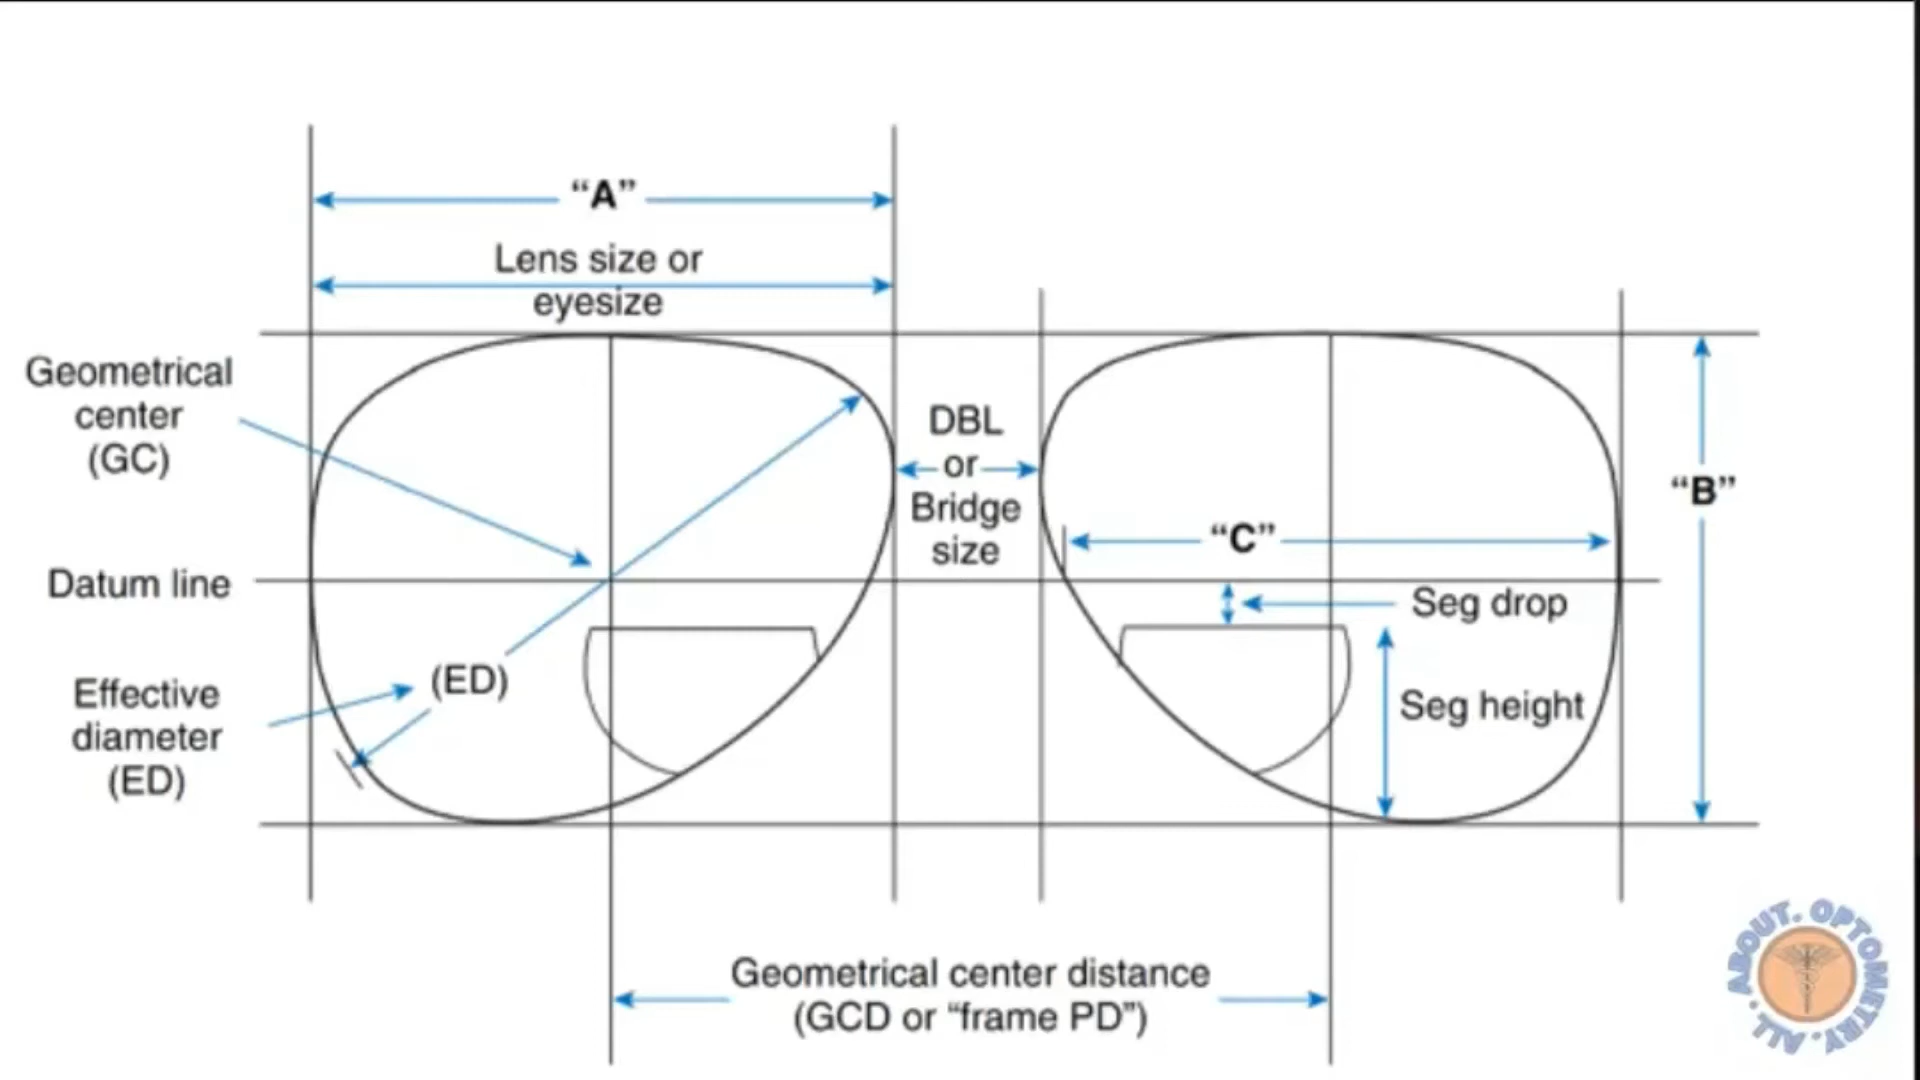 “A”
Lens size or
eyesize
Geometrical
center
(GC)
DBL
or
Bridge
size
“B”
“C”
Datum line
Seg drop
(ED)
Effective
diameter
(ED)
Seg height
Geometrical center distance
(GCD or “frame PD”)
ABOUT. OPTOMETRY. ALL.